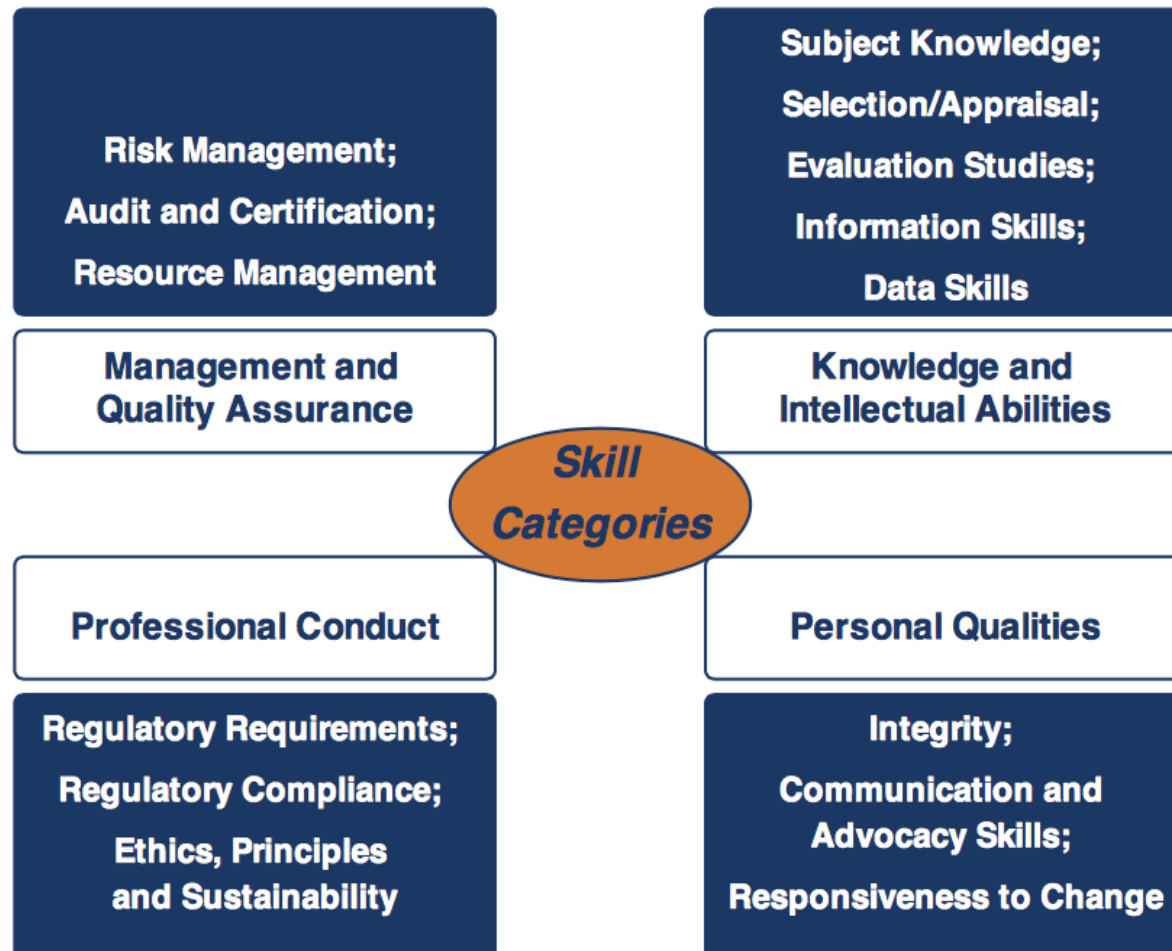 Risk Management;
Audit and Certification;
Resource Management
Management and
Quality Assurance
Subject Knowledge;
Selection/Appraisal;
Evaluation Studies;
Information Skills;
Data Skills
Knowledge and
Intellectual Abilities
Skill
Categories
Professional Conduct
Regulatory Requirements;
Regulatory Compliance;
Ethics, Principles
and Sustainability
Personal Qualities
Integrity;
Communication and
Advocacy Skills;
Responsiveness to Change